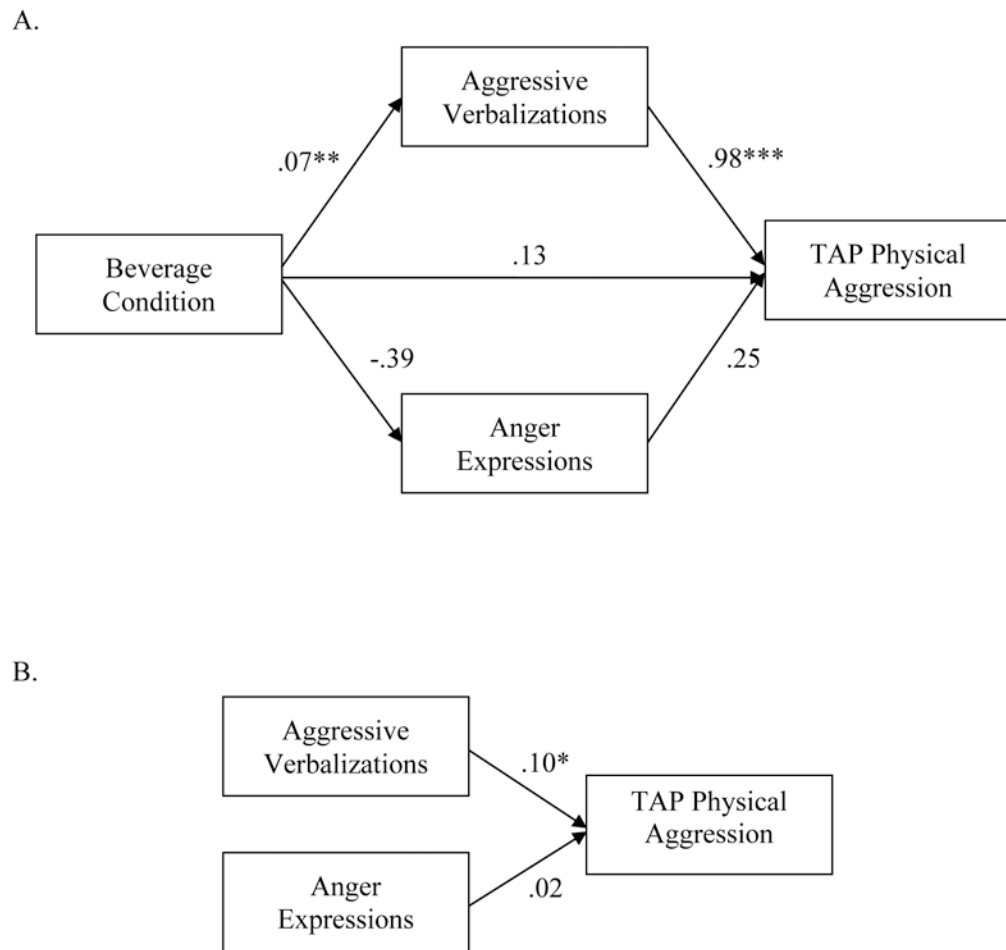 A.
Aggressive
Verbalizations
.07**
.98***
Beverage
Condition
.13
TAP Physical
Aggression
-.39
.25
Anger
Expressions
B.
Aggressive
Verbalizations
.10*
TAP Physical
Aggression
Anger
Expressions
.02